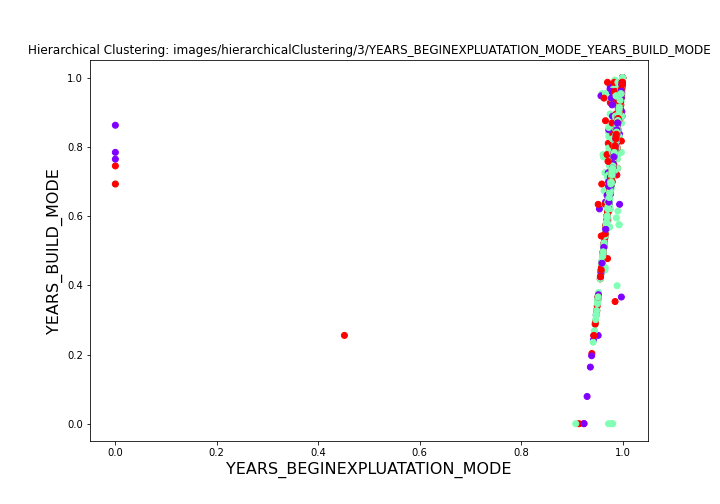 Hierarchical Clustering: images/hierarchicalClustering/3/YEARS_BEGINEXPLUATATION_MODE_YEARS_BUILD_MODE
1.0
0.8
0.6
0.4
0.2
0.0
YEARS_BUILD_MODE
0.0 0.2 0.4 0.6 0.8 1.0
YEARS_BEGINEXPLUATATION_MODE